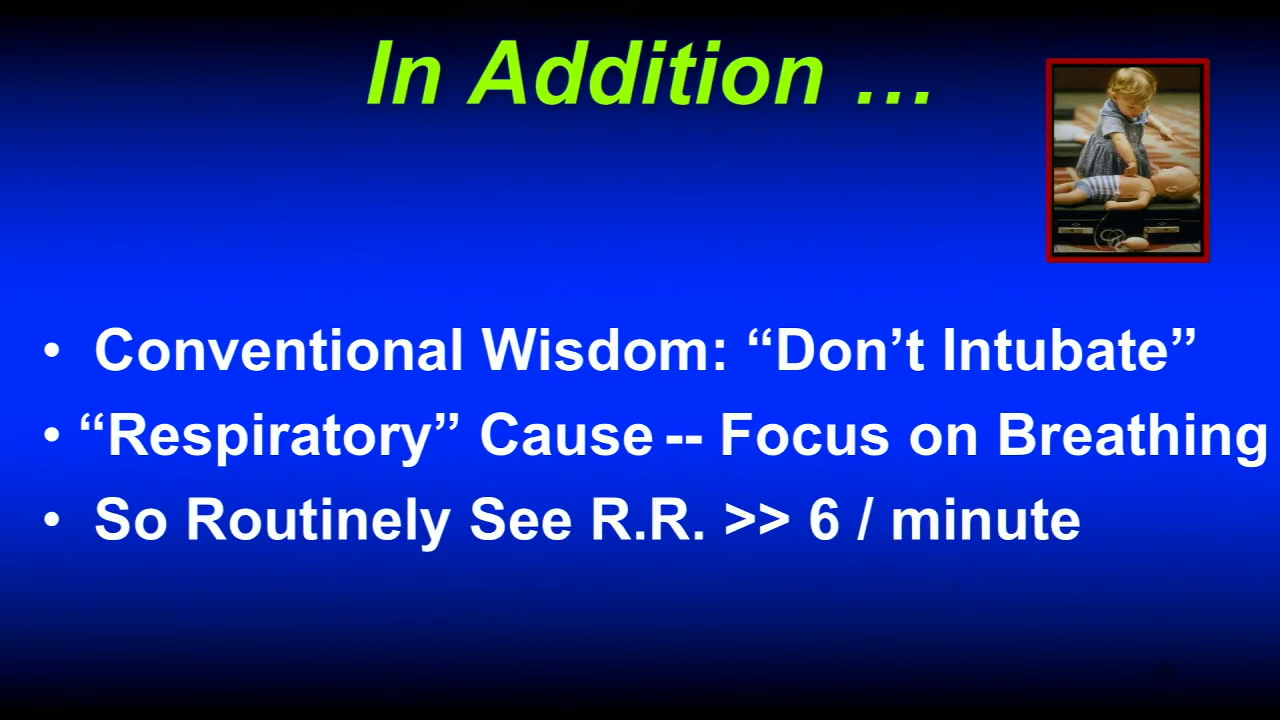 In Addition …
• Conventional Wisdom: “Don’t Intubate”
• “Respiratory” Cause -- Focus on Breathing
• So Routinely See R.R. >> 6 / minute